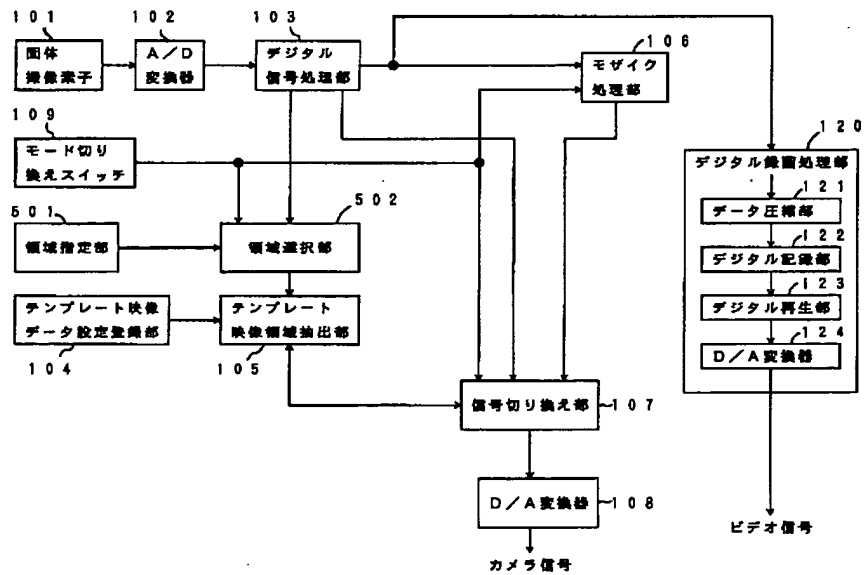 101
102
103
固体
撮像素子
A/D
変換器
デジタル
信号処理部
106
モザイク
処理部
109
モード切り
換えスイッチ
120
デジタル録画処理部
121
データ圧縮部
122
デジタル記録部
123
デジタル再生部
124
D/A変換器
501
領域指定部
502
領域選択部
テンプレート映像
データ設定登録部
104
テンプレート
映像領域抽出部
105
信号切り換え部
107
D/A変換器
108
カメラ信号
ビデオ信号